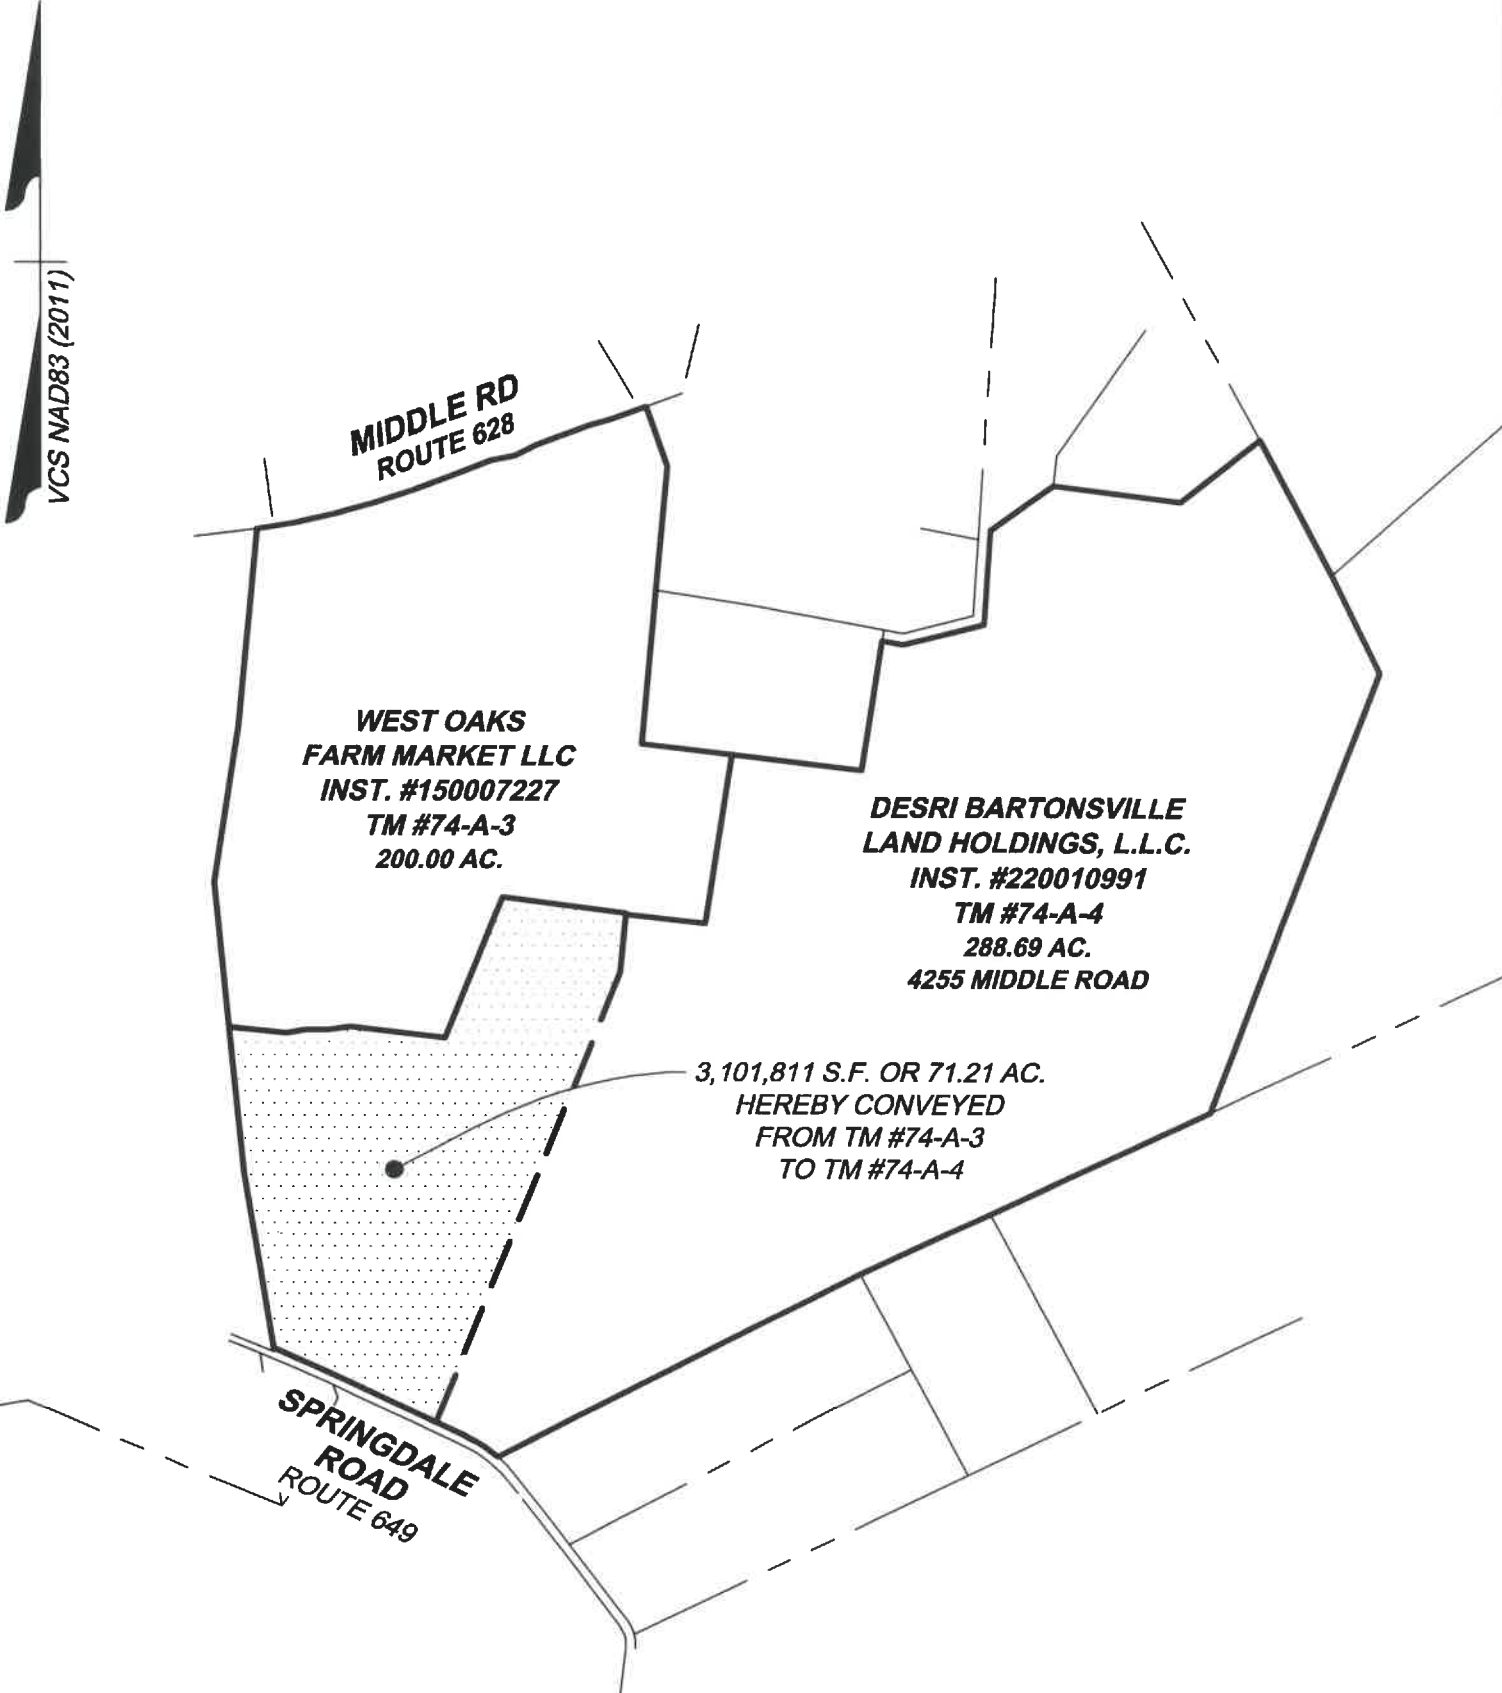 VCS NAD83 (2011)
MIDDLE RD
ROUTE 628
WEST OAKS
FARM MARKET LLC
INST. #150007227
TM #74-A-3
200.00 AC.
DESRI BARTONSVILLE
LAND HOLDINGS, L.L.C.
INST. #220010991
TM #74-A-4
288.69 AC.
4255 MIDDLE ROAD
3,101,811 S.F. OR 71.21 AC.
HEREBY CONVEYED
FROM TM #74-A-3
TO TM #74-A-4
SPRINGDALE
ROAD
ROUTE 649